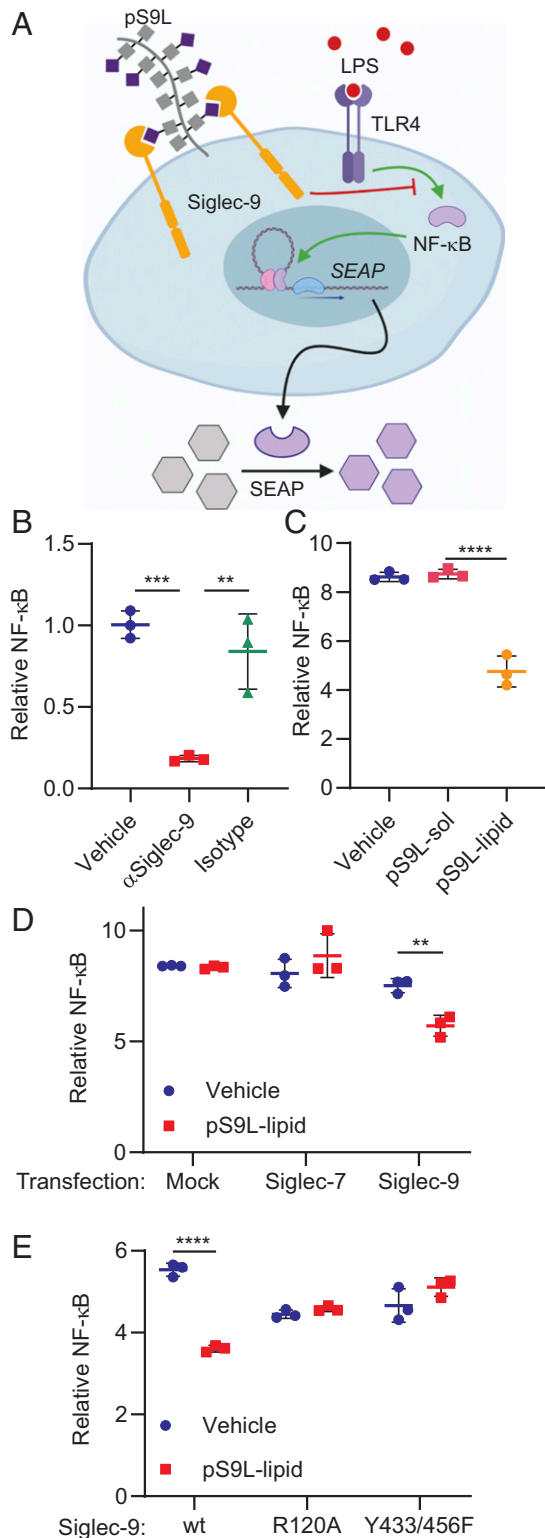 A
pS9L
LPS
TLR4
Siglec-9
NF-κB
SEAP
SEAP
B
1.5
***
**
1.0
0.5
0.0
Relative NF-κB
Vehicle
αSiglec-9
Isotype
C
10
****
8
6
4
2
0
Relative NF-κB
Vehicle
pS9L-sol
pS9L-lipid
D
10
**
5
0
Relative NF-κB
Vehicle
pS9L-lipid
Transfection: Mock Siglec-7 Siglec-9
E
6
****
4
2
0
Relative NF-κB
Vehicle
pS9L-lipid
Siglec-9: wt R120A Y433/456F